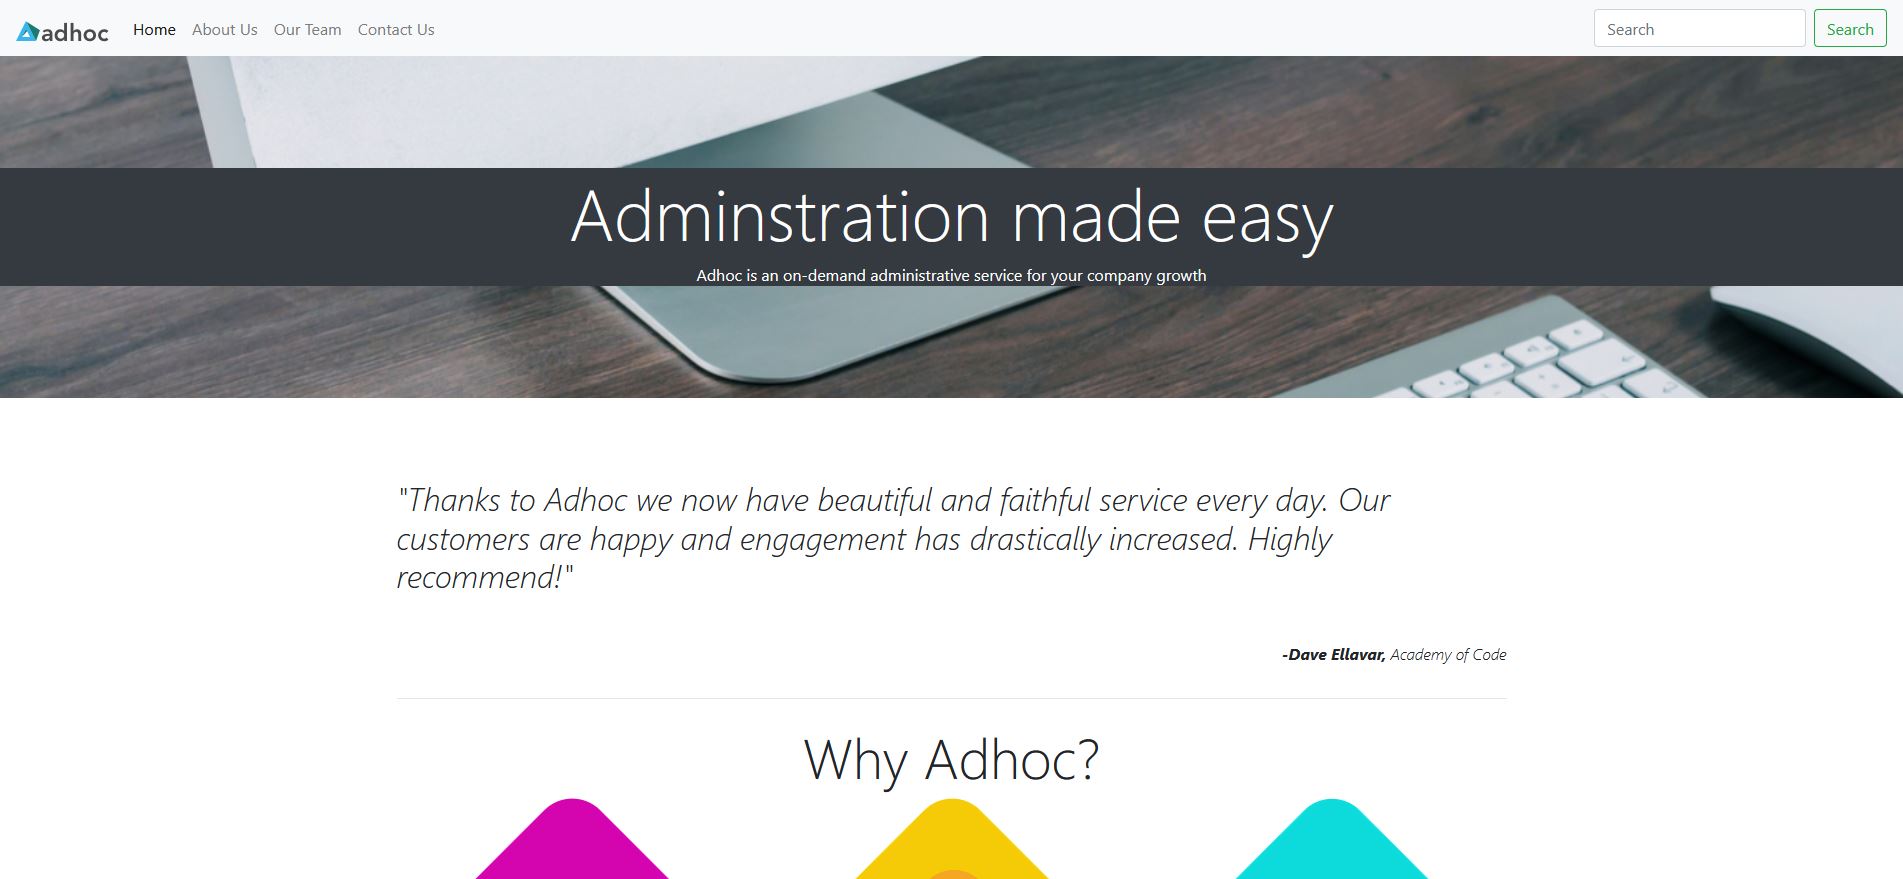 adhoc Home About Us Our Team Contact Us Search Search
Adminstration made easy
Adhoc is an on-demand administrative service for your company growth
"Thanks to Adhoc we now have beautiful and faithful service every day. Our
customers are happy and engagement has drastically increased. Highly
recommend!"
-Dave Ellavar, Academy of Code
Why Adhoc?